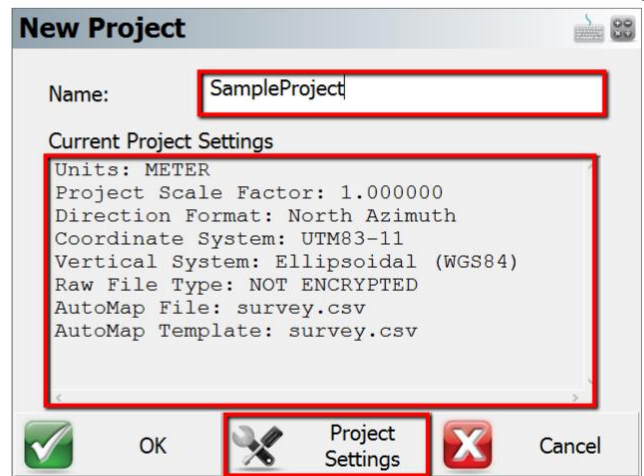 New Project
Name:
SampleProject
Current Project Settings
Units: METER
Project Scale Factor: 1.000000
Direction Format: North Azimuth
Coordinate System: UTM83-11
Vertical System: Ellipsoidal (WGS84)
Raw File Type: NOT ENCRYPTED
AutoMap File: survey.csv
AutoMap Template: survey.csv
OK
Project
Settings
Cancel